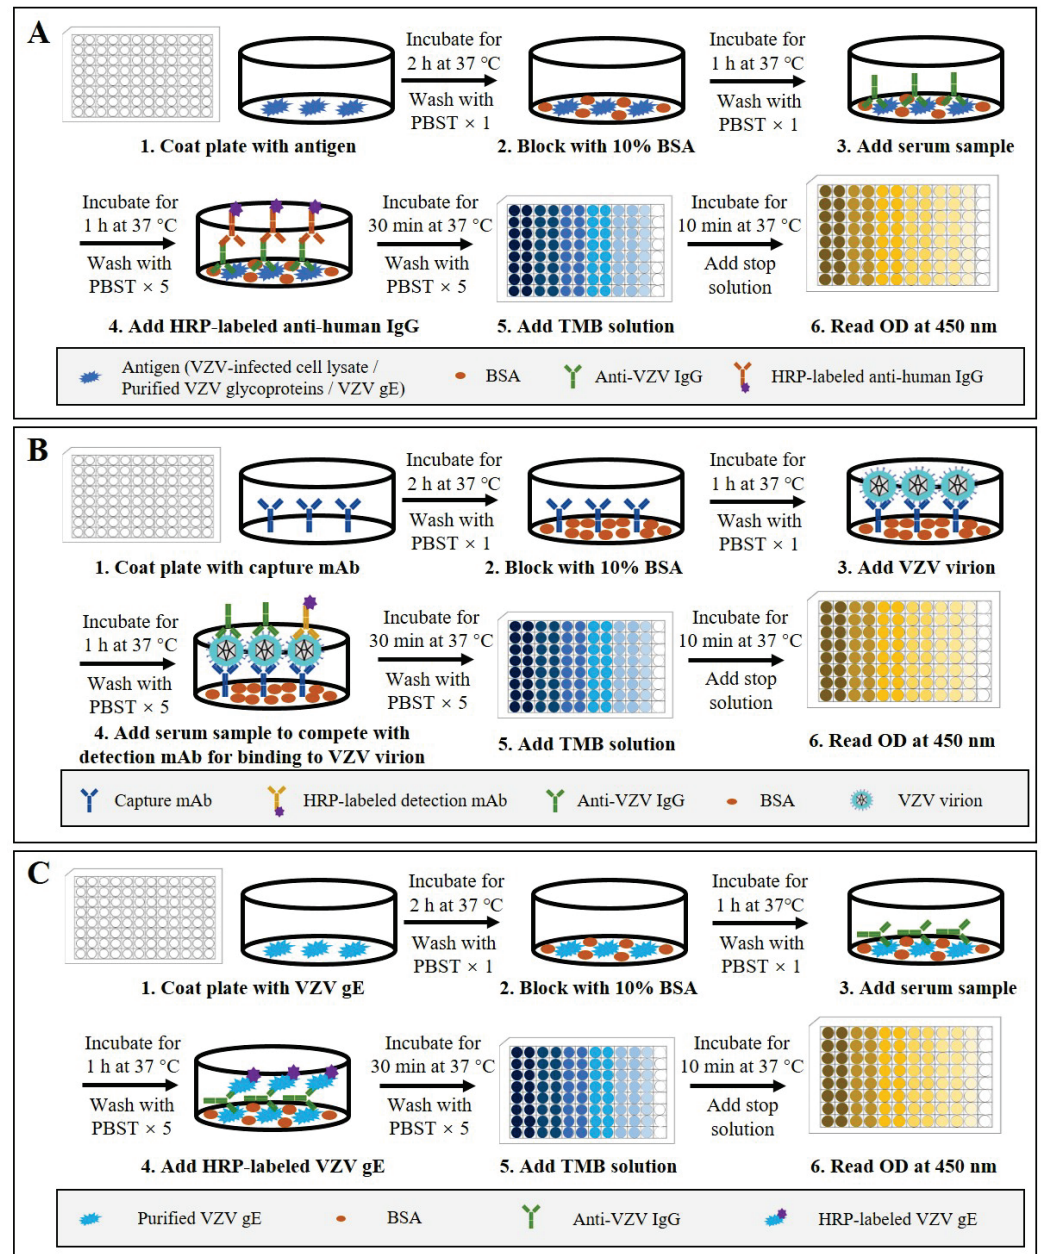 A
Incubate for
2 h at 37 ℃
Wash with
PBST × 1
Incubate for
1 h at 37 ℃
Wash with
PBST × 1
1. Coat plate with antigen
2. Block with 10% BSA
3. Add serum sample
Incubate for
1 h at 37 ℃
Wash with
PBST × 5
Incubate for
30 min at 37 ℃
Wash with
PBST × 5
Incubate for
10 min at 37 ℃
Add stop
solution
4. Add HRP-labeled anti-human IgG
5. Add TMB solution
6. Read OD at 450 nm
Antigen (VZV-infected cell lysate /
Purified VZV glycoproteins / VZV gE)
BSA
Anti-VZV IgG
HRP-labeled anti-human IgG
B
Incubate for
2 h at 37 ℃
Wash with
PBST × 1
Incubate for
1 h at 37 ℃
Wash with
PBST × 1
1. Coat plate with capture mAb
2. Block with 10% BSA
3. Add VZV virion
Incubate for
1 h at 37 ℃
Wash with
PBST × 5
Incubate for
30 min at 37 ℃
Wash with
PBST × 5
Incubate for
10 min at 37 ℃
Add stop
solution
4. Add serum sample to compete with
detection mAb for binding to VZV virion
5. Add TMB solution
6. Read OD at 450 nm
Capture mAb
HRP-labeled detection mAb
Anti-VZV IgG
BSA
VZV virion
C
Incubate for
2 h at 37 ℃
Wash with
PBST × 1
Incubate for
1 h at 37℃
Wash with
PBST × 1
1. Coat plate with VZV gE
2. Block with 10% BSA
3. Add serum sample
Incubate for
1 h at 37 ℃
Wash with
PBST × 5
Incubate for
30 min at 37 ℃
Wash with
PBST × 5
Incubate for
10 min at 37 ℃
Add stop
solution
4. Add HRP-labeled VZV gE
5. Add TMB solution
6. Read OD at 450 nm
Purified VZV gE
BSA
Anti-VZV IgG
HRP-labeled VZV gE